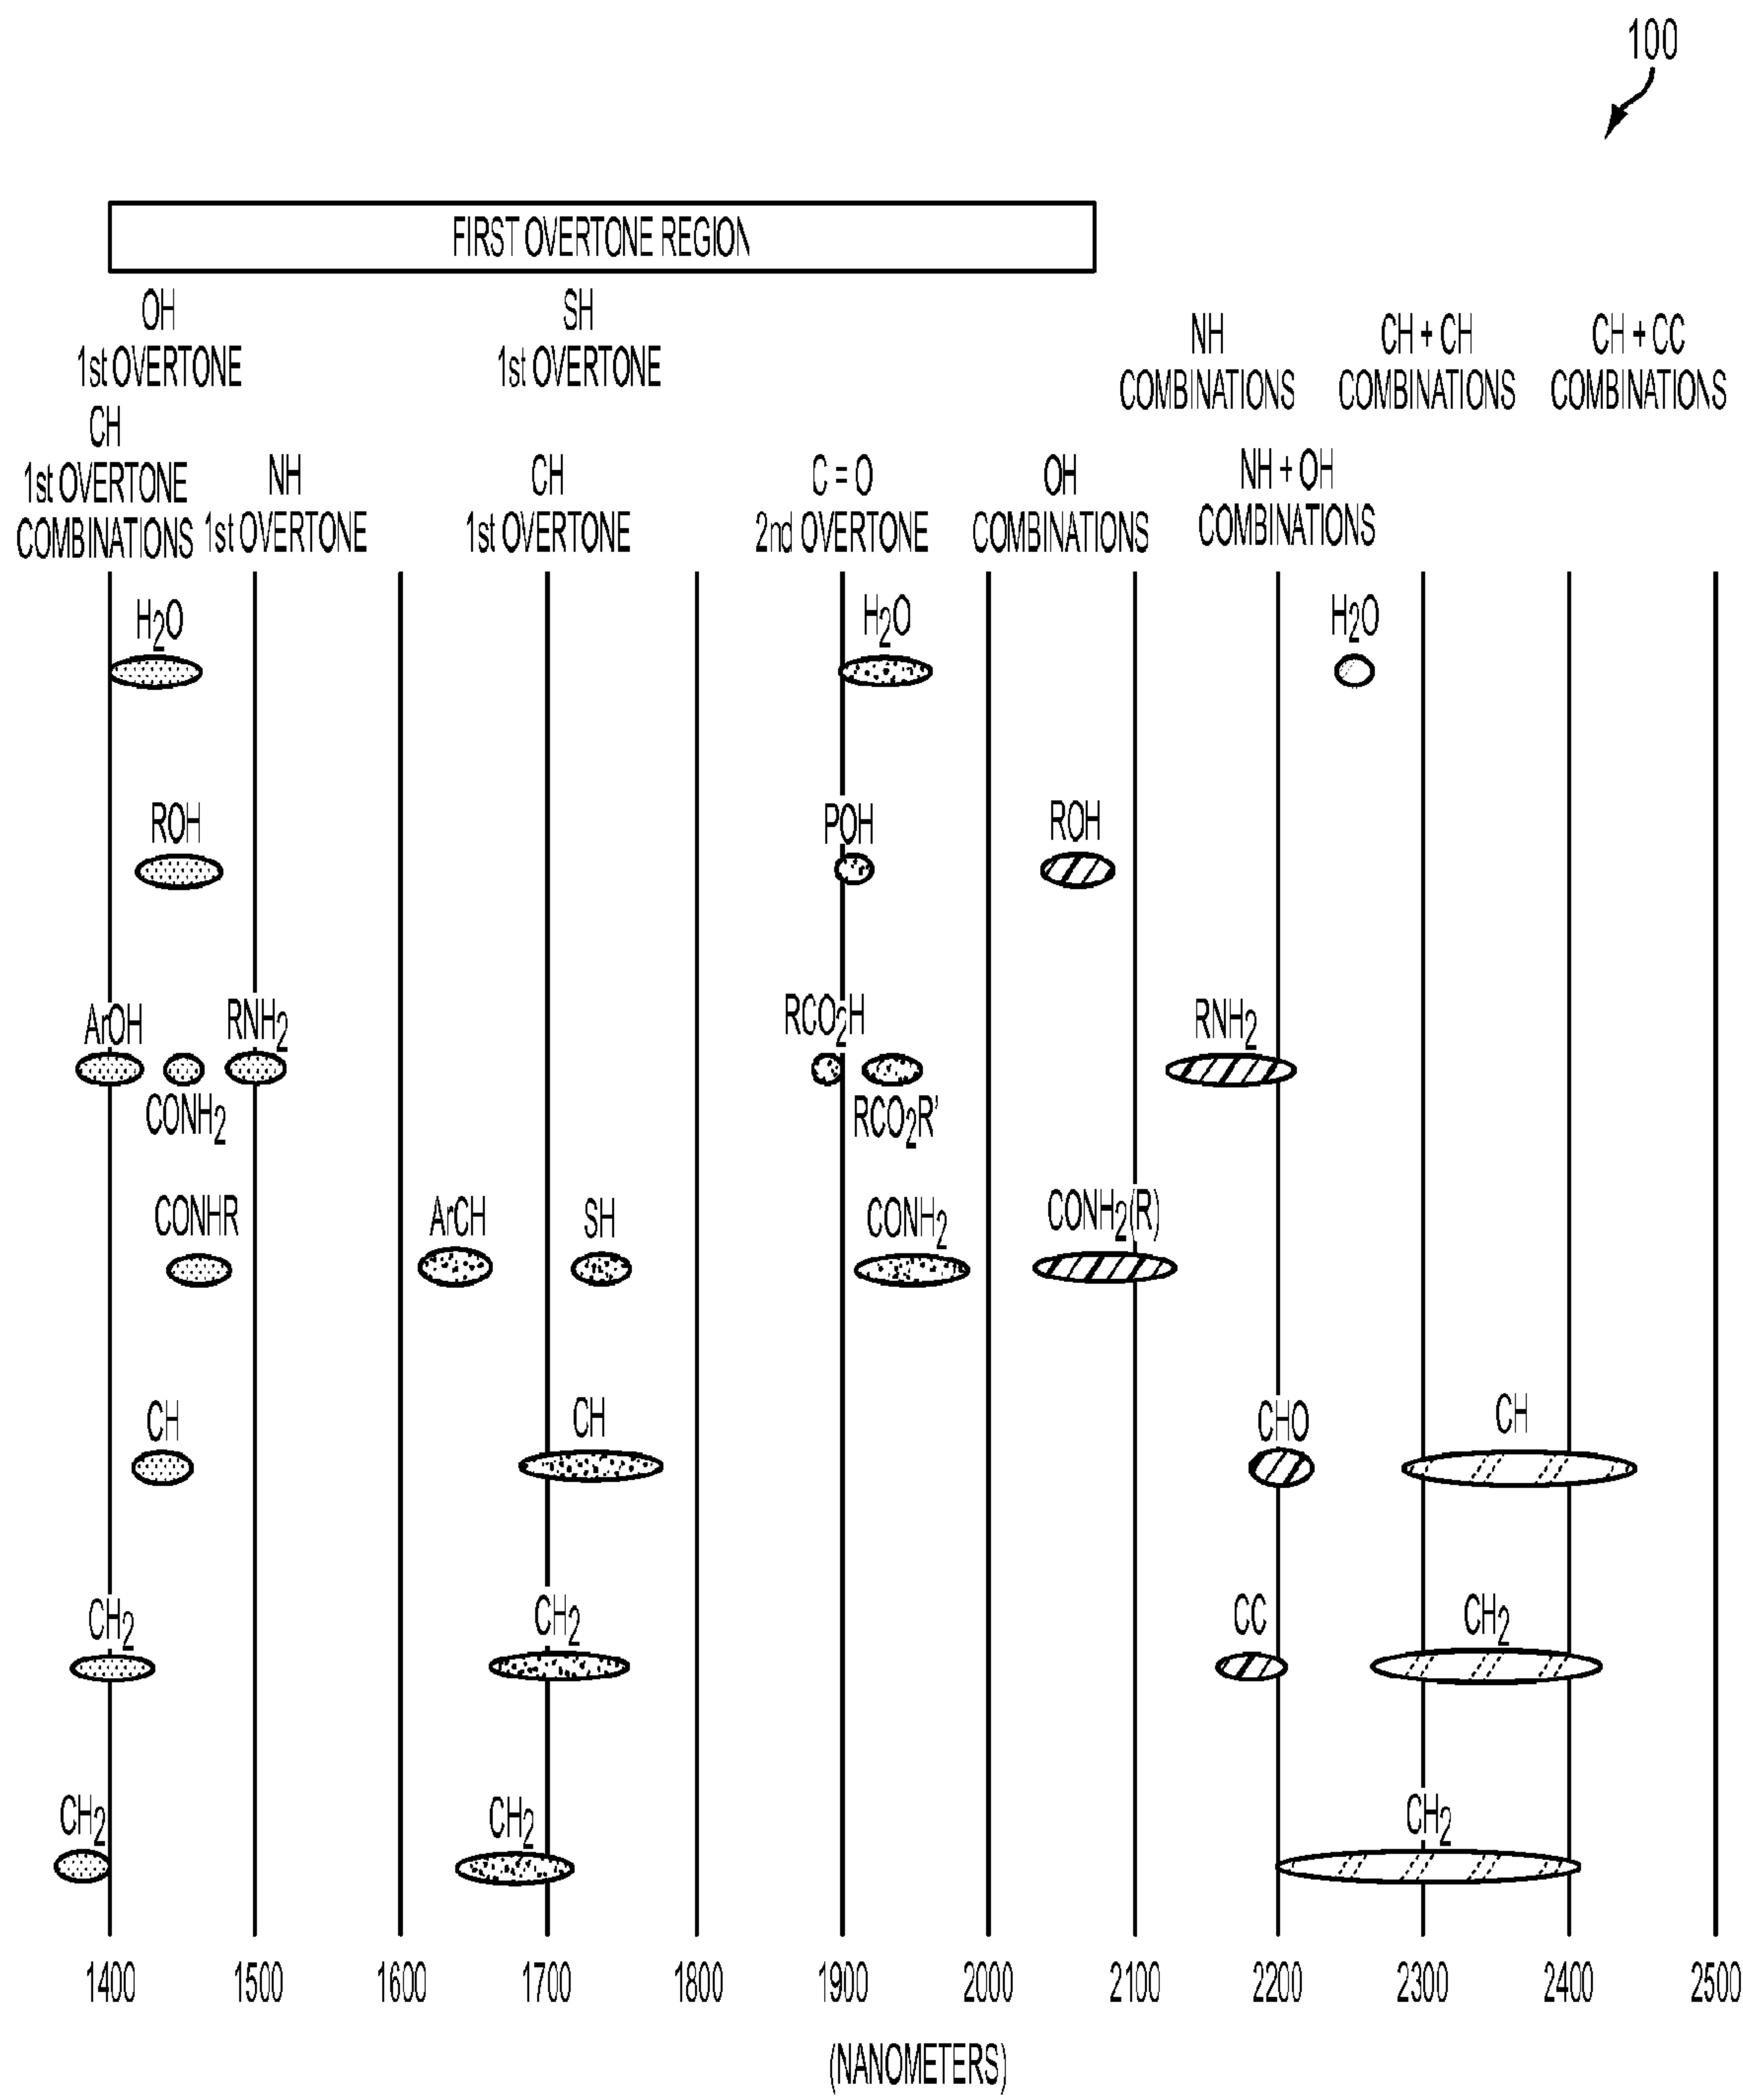 100
FIRST OVERTONE REGION
OH
1st OVERTONE
SH
1st OVERTONE
NH
COMBINATIONS
CH + CH
COMBINATIONS
CH + CC
COMBINATIONS
CH
1st OVERTONE
COMBINATIONS
NH
1st OVERTONE
CH
1st OVERTONE
C = O
2nd OVERTONE
OH
COMBINATIONS
NH + OH
COMBINATIONS
H2O
H2O
H2O
ROH
POH
ROH
ArOH
RNH2
RCO2H
RNH2
CONH2
RCO2R'
CONHR
ArCH
SH
CONH2
CONH2(R)
CH
CH
CHO
CH
CH2
CH2
CC
CH2
CH2
CH2
CH2
1400 1500 1600 1700 1800 1900 2000 2100 2200 2300 2400 2500
(NANOMETERS)